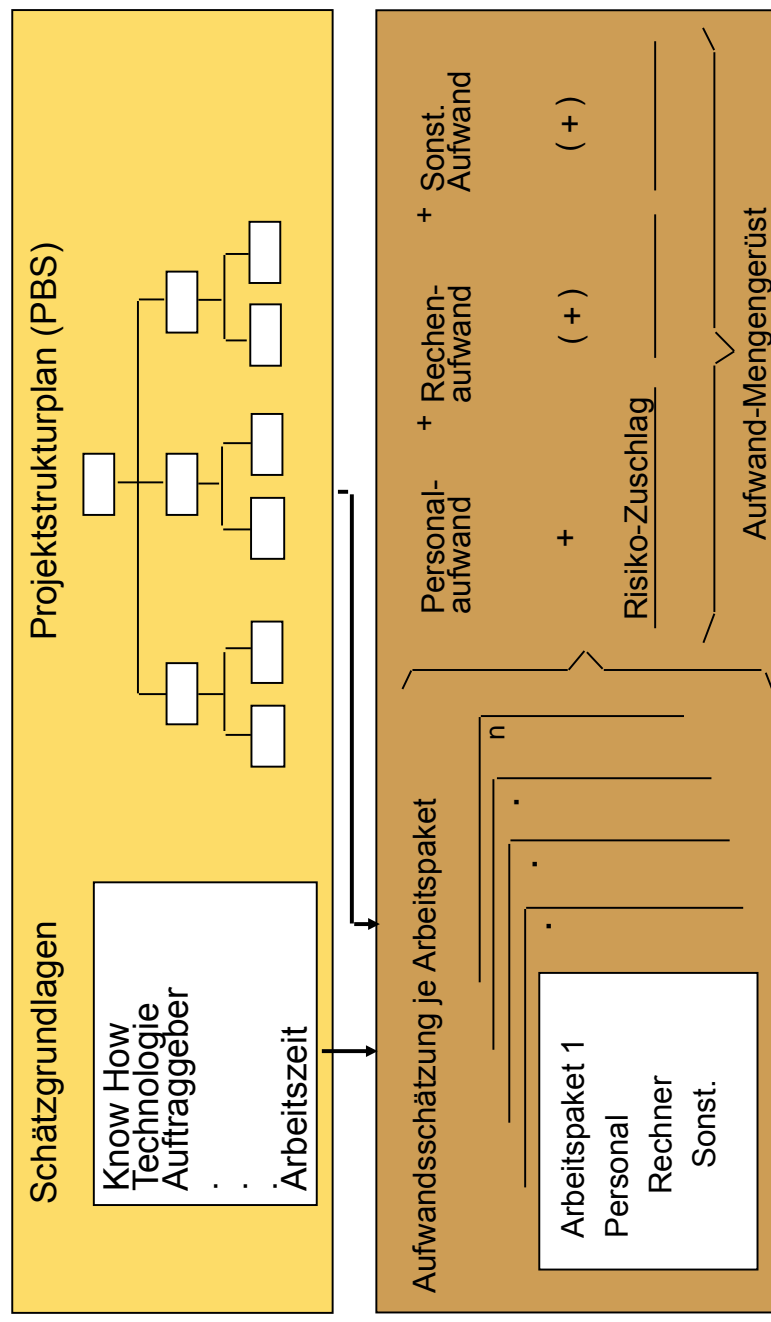 Schätzgrundlagen
Know How
Technologie
Auftraggeber
.
.
. Arbeitszeit
Projektstrukturplan (PBS)
Aufwandsschätzung je Arbeitspaket
Arbeitspaket 1
Personal
Rechner
Sonst.
.
.
.
n
Personal- + Rechen- + Sonst.
aufwand aufwand Aufwand
+ (+) (+)
Risiko-Zuschlag
Aufwand-Mengengerüst